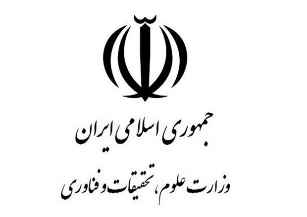 جمهوری اسلامی ایران
وزارت علوم، تحقیقات و فناوری